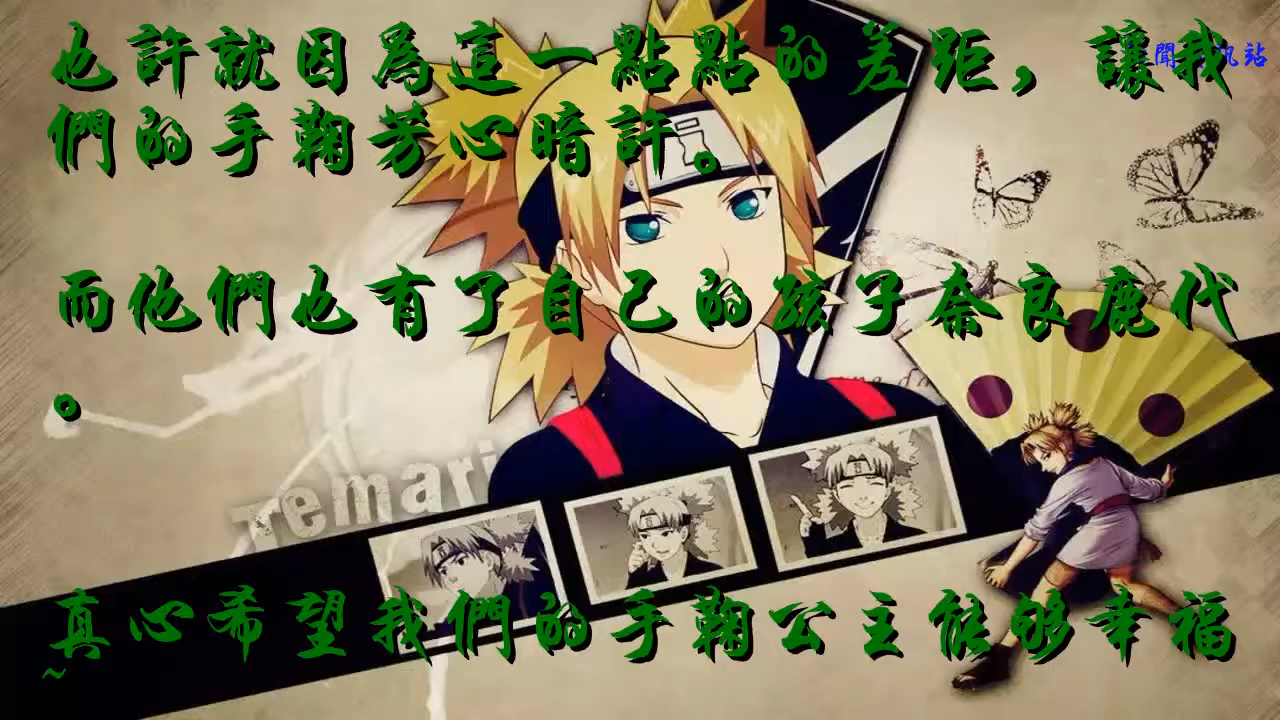 也許就因為這一點點的差距，讓我
們的手鞠芳心暗許。
而他們也有了自己的孩子奈良鹿代
。
Temari
真心希望我們的手鞠公主能够幸福
~